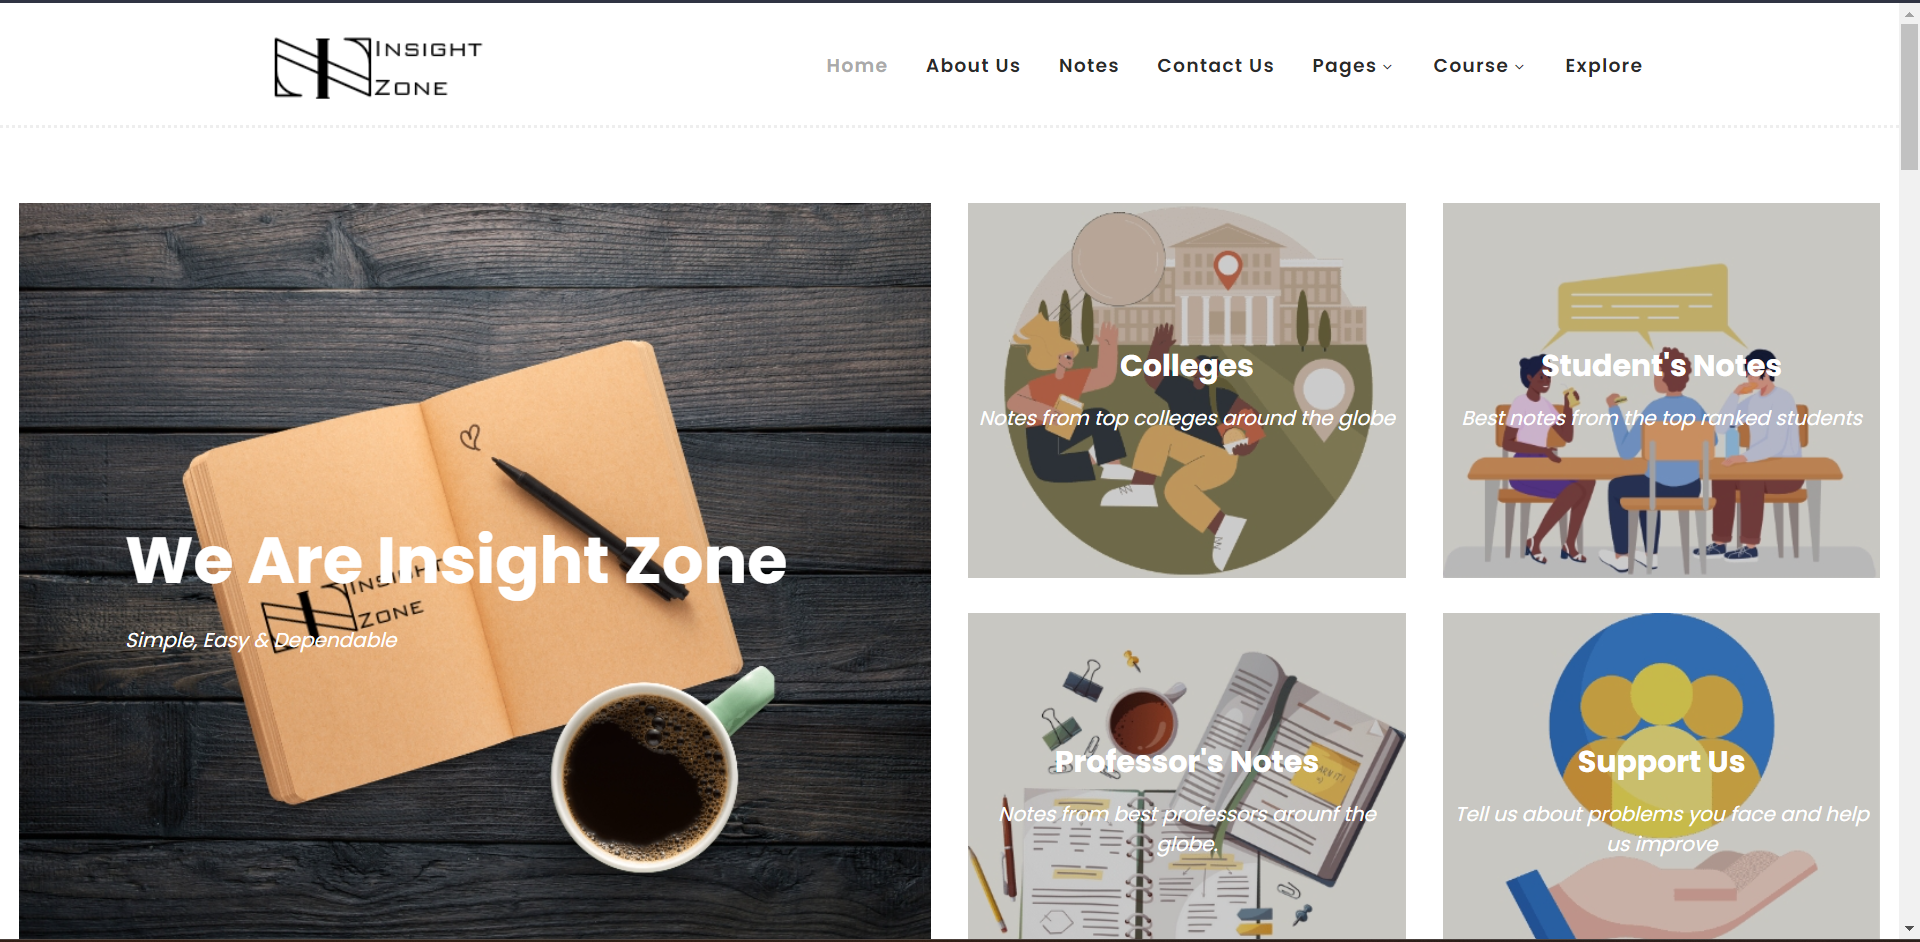 INSIGHT
ZONE
Home About Us Notes Contact Us Pages Course Explore
We Are Insight Zone
INSIGHT
ZONE
Simple, Easy & Dependable
Colleges
Notes from top colleges around the globe
Student's Notes
Best notes from the top ranked students
Professor's Notes
Notes from best professors arounf the
globe.
Support Us
Tell us about problems you face and help
us improve